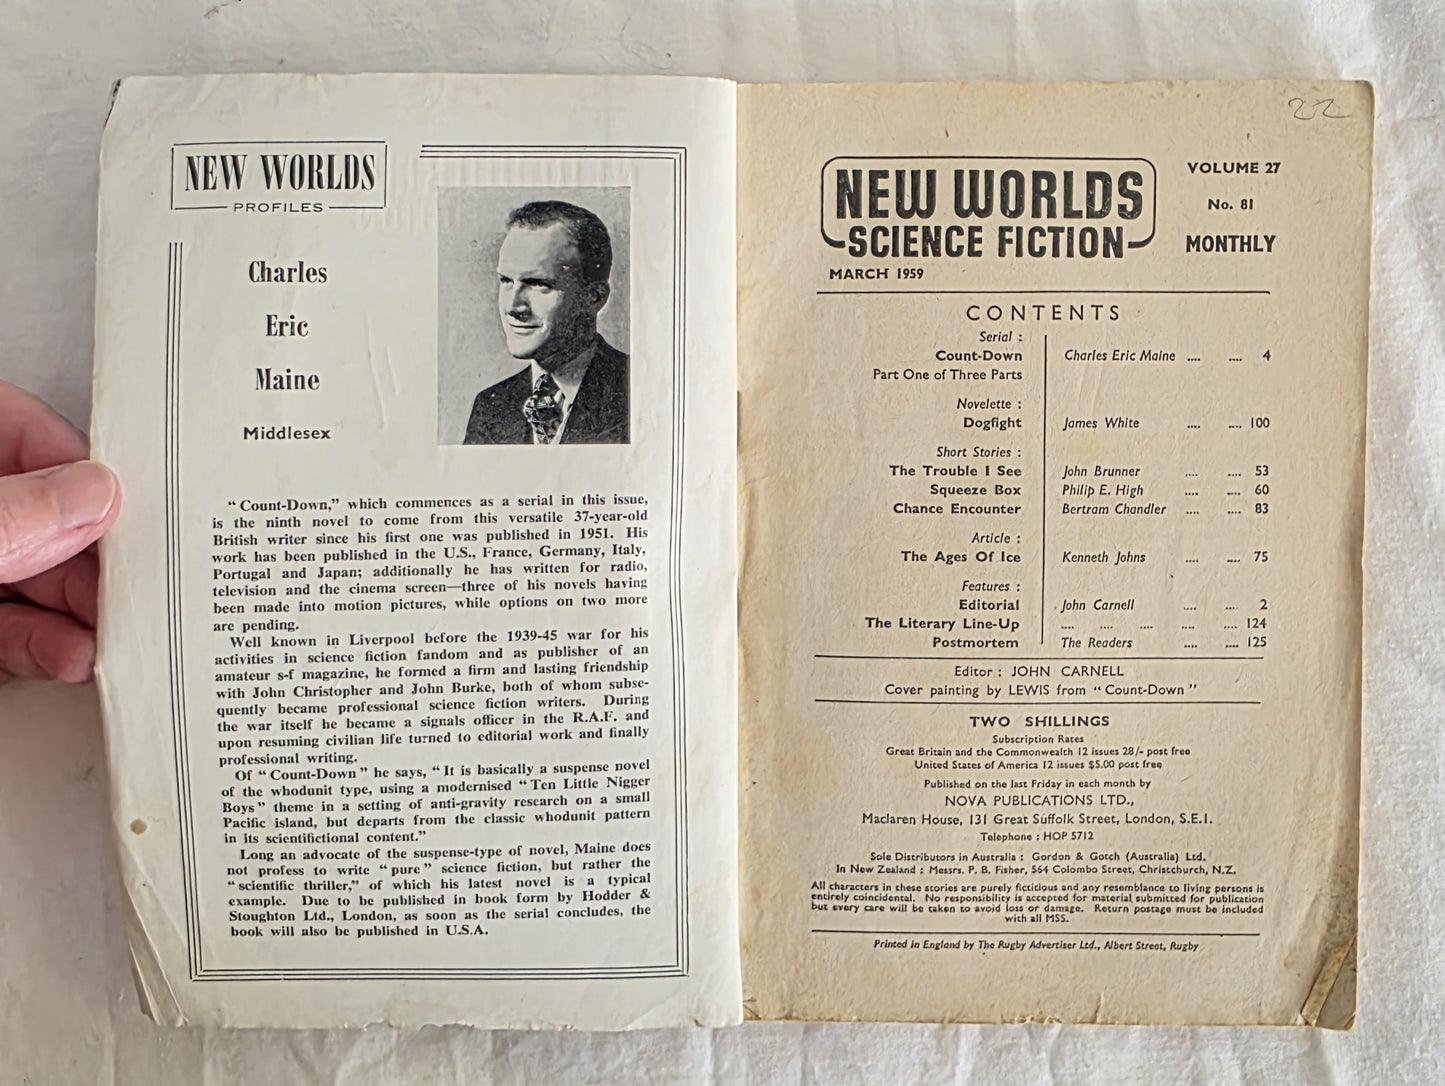 NEW WORLDS
PROFILES
Charles
Eric
Maine
Middlesex
“ Count-Down,” which commences as a serial in this issue,
is the ninth novel to come from this versatile 37-year-old
British writer since his first one was published in 1951. His
work has been published in the U.S., France, Germany, Italy,
Portugal and Japan; additionally he has written for radio,
television and the cinema screen—three of his novels having
been made into motion pictures, while options on two more
are pending.
Well known in Liverpool before the 1939-45 war for his
activities in science fiction fandom and as publisher of an
amateur s-f magazine, he formed a firm and lasting friendship
with John Christopher and John Burke, both of whom subse-
quently became professional science fiction writers. During
the war itself he became a signals officer in the R.A.F. and
upon resuming civilian life turned to editorial work and finally
professional writing.
Of “ Count-Down ” he says, “ It is basically a suspense novel
of the whodunit type, using a modernised “ Ten Little Nigger
Boys ” theme in a setting of anti-gravity research on a small
Pacific island, but departs from the classic whodunit pattern
in its scientifictional content.”
Long an advocate of the suspense-type of novel, Maine does
not profess to write “ pure ” science fiction, but rather the
“ scientific thriller,” of which his latest novel is a typical
example. Due to be published in book form by Hodder &
Stoughton Ltd., London, as soon as the serial concludes, the
book will also be published in U.S.A.
22
NEW WORLDS
SCIENCE FICTION
MARCH 1959
VOLUME 27
No. 81
MONTHLY
CONTENTS
Serial :
Count-Down Charles Eric Maine .... .... 4
Part One of Three Parts
Novelette :
Dogfight James White .... .... 100
Short Stories :
The Trouble I See John Brunner .... .... 53
Squeeze Box Philip E. High .... .... 60
Chance Encounter Bertram Chandler .... .... 83
Article :
The Ages Of Ice Kenneth Johns .... .... 75
Features :
Editorial John Carnell .... .... 2
The Literary Line-Up .... .... .... .... .... 124
Postmortem The Readers .... .... 125
Editor : JOHN CARNELL
Cover painting by LEWIS from “ Count-Down ”
TWO SHILLINGS
Subscription Rates
Great Britain and the Commonwealth 12 issues 28/- post free
United States of America 12 issues $5.00 post free
Published on the last Friday in each month by
NOVA PUBLICATIONS LTD.,
Maclaren House, 131 Great Suffolk Street, London, S.E.1.
Telephone : HOP 5712
Sole Distributors in Australia : Gordon & Gotch (Australia) Ltd.
In New Zealand : Messrs. P. B. Fisher, 564 Colombo Street, Christchurch, N.Z.
All characters in these stories are purely fictitious and any resemblance to living persons is
entirely coincidental. No responsibility is accepted for material submitted for publication
but every care will be taken to avoid loss or damage. Return postage must be included
with all MSS.
Printed in England by The Rugby Advertiser Ltd., Albert Street, Rugby